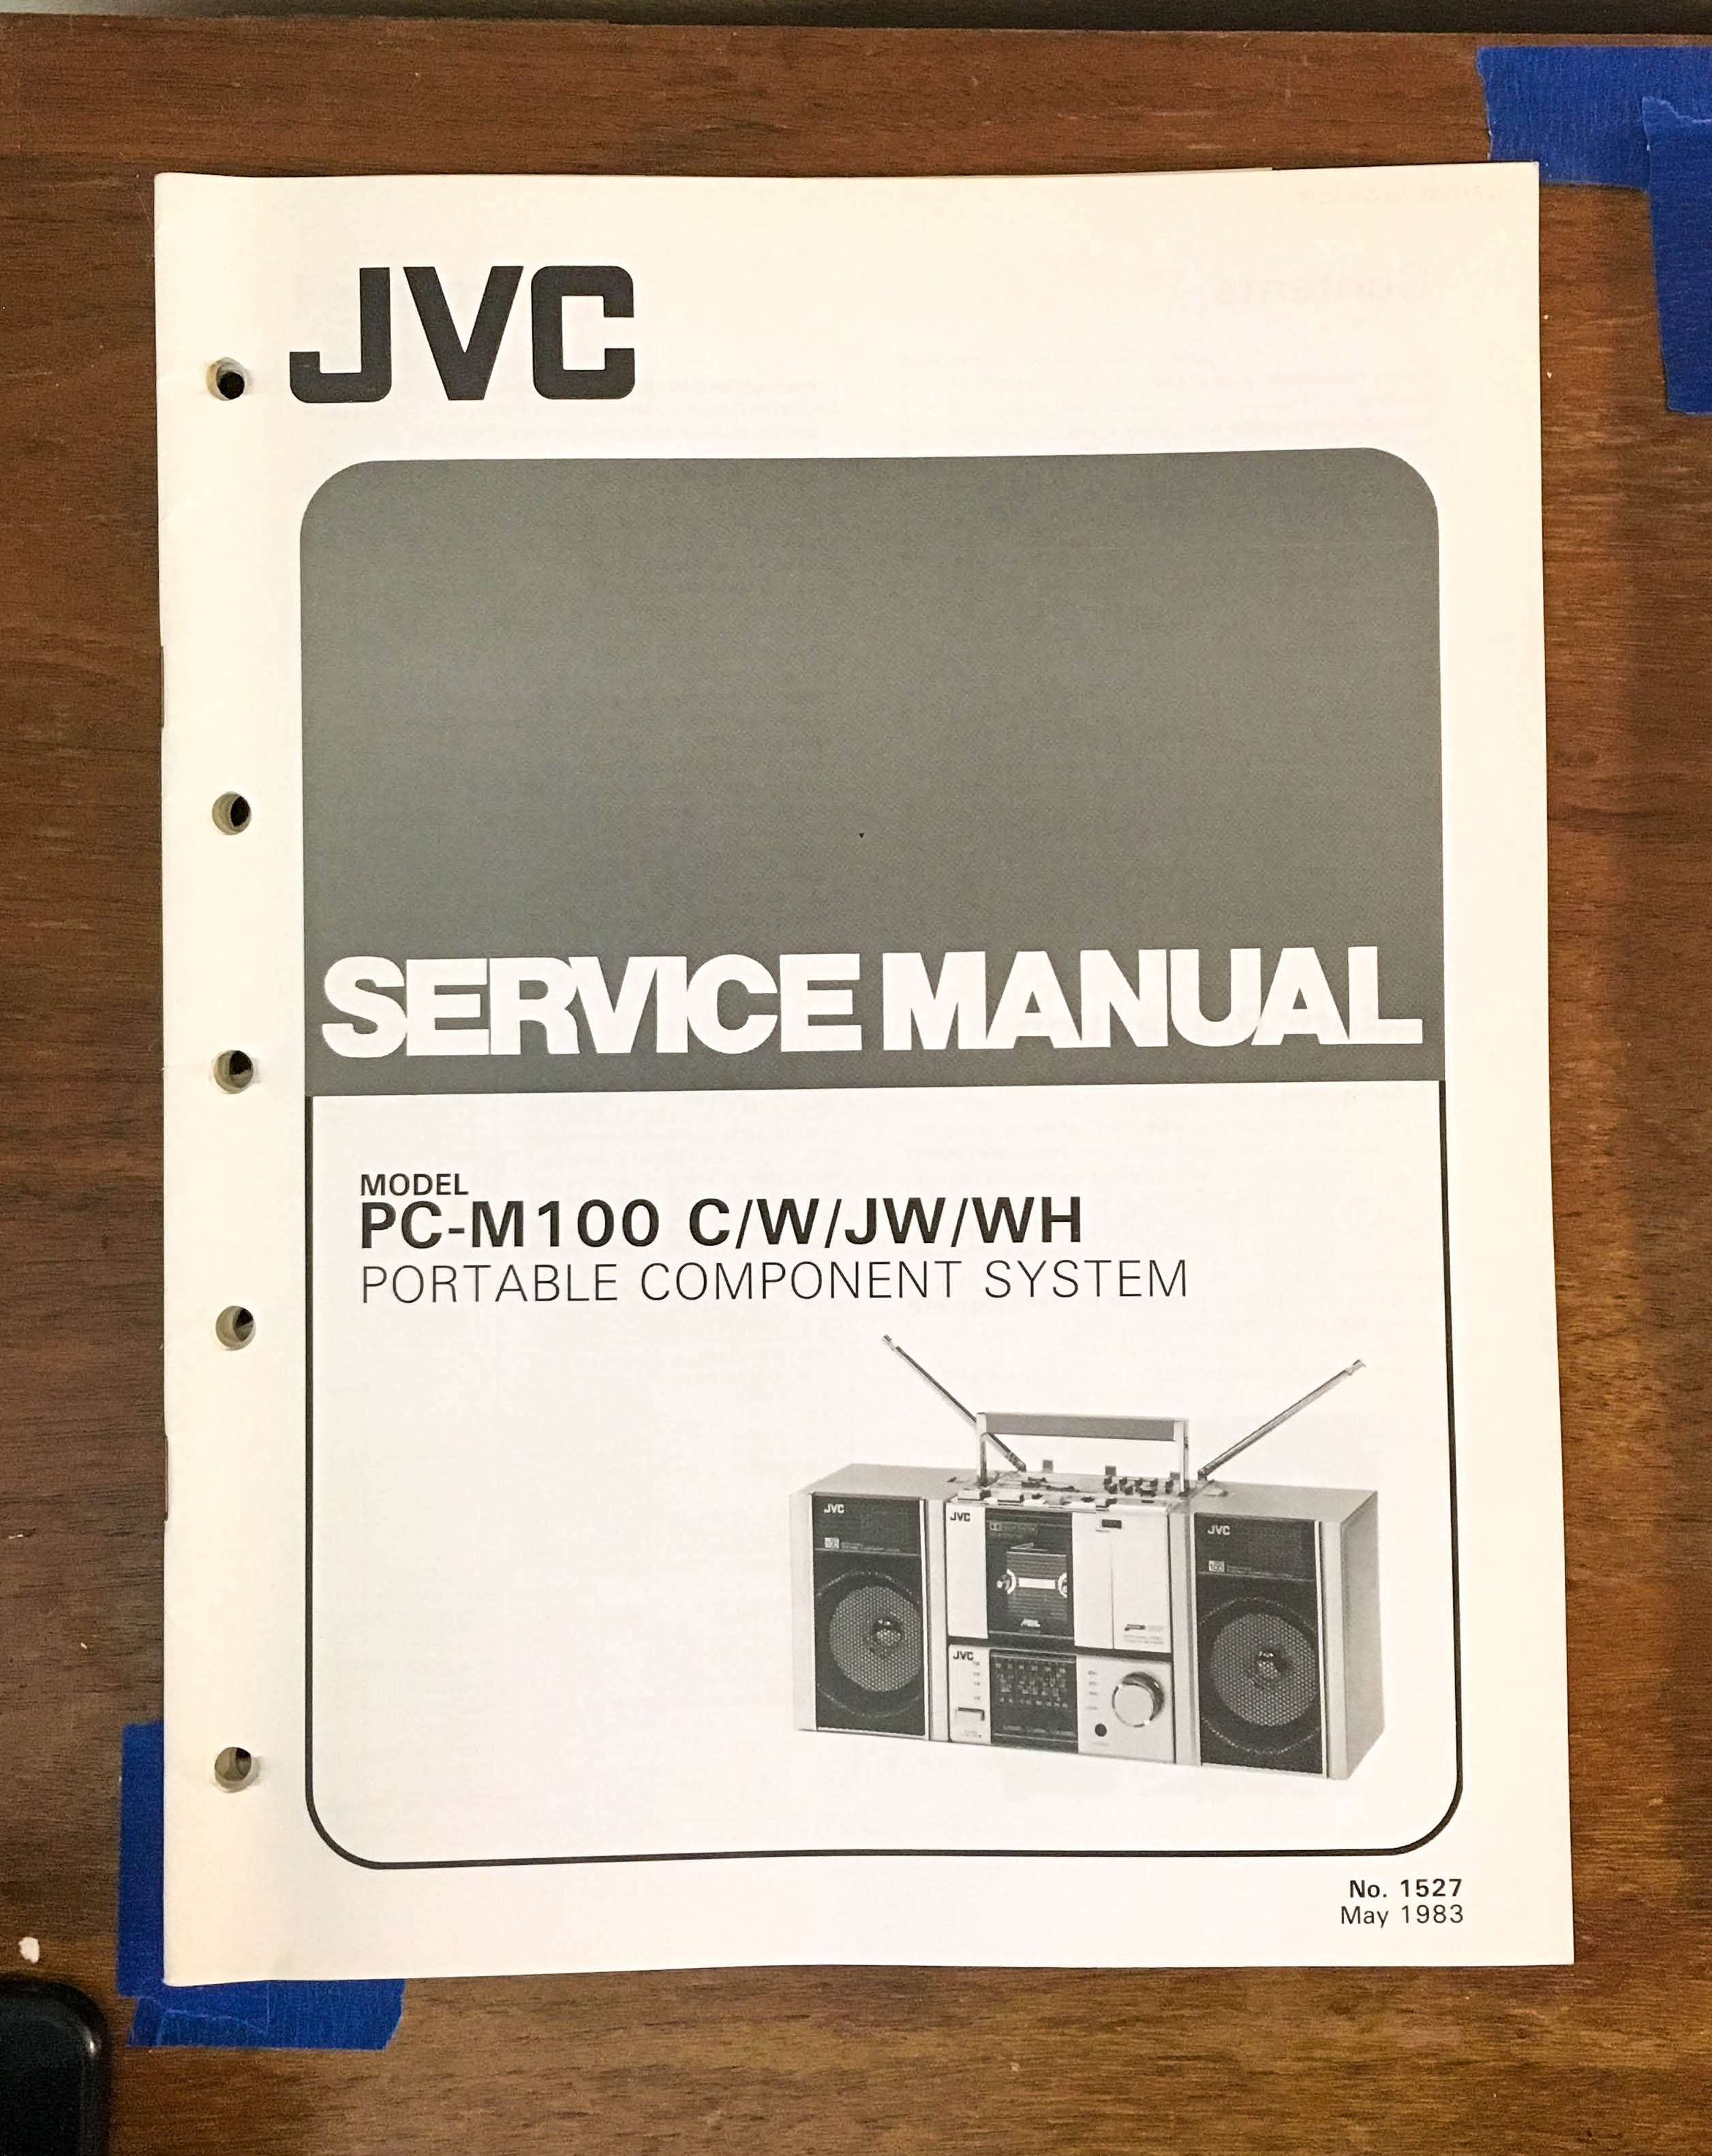 JVC
SERVICE MANUAL
MODEL
PC-M100 C/W/JW/WH
PORTABLE COMPONENT SYSTEM
JVC
JVC
JVC
JVC
No. 1527
May 1983